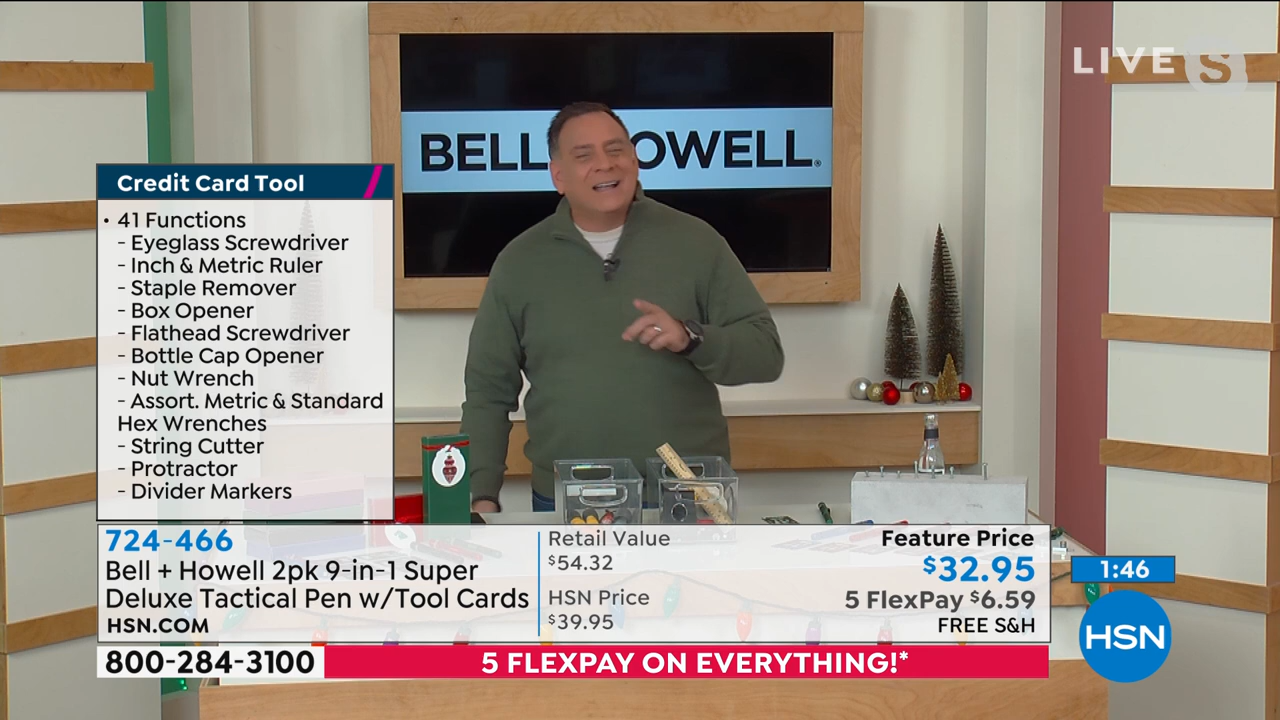 LIVE S
BELL HOWELL®
Credit Card Tool
• 41 Functions
- Eyeglass Screwdriver
- Inch & Metric Ruler
- Staple Remover
- Box Opener
- Flathead Screwdriver
- Bottle Cap Opener
- Nut Wrench
- Assort. Metric & Standard
Hex Wrenches
- String Cutter
- Protractor
- Divider Markers
724-466
Bell + Howell 2pk 9-in-1 Super
Deluxe Tactical Pen w/Tool Cards
HSN.COM
Retail Value
$54.32
HSN Price
$39.95
Feature Price
$32.95
5 FlexPay $6.59
FREE S&H
1:46
HSN
800-284-3100
5 FLEXPAY ON EVERYTHING!*